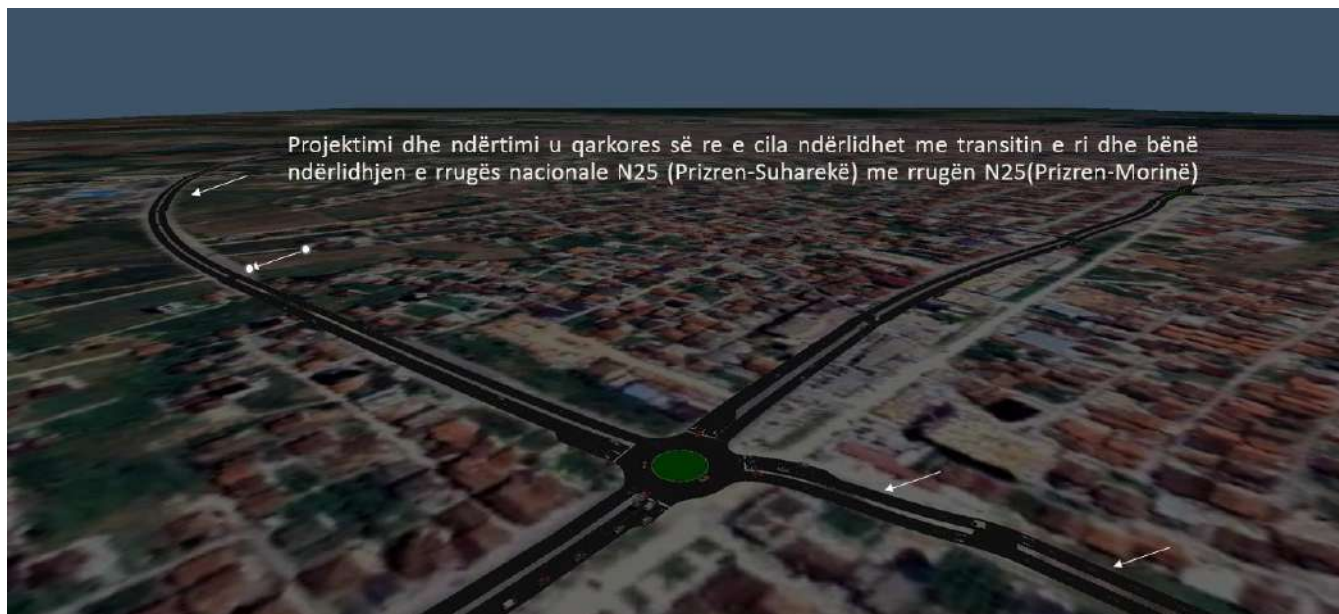 Projektimi dhe ndërtimi u qarkores së re e cila ndërlidhet me transitin e ri dhe bënë
ndërlidhjen e rrugës nacionale N25 (Prizren-Suharekë) me rrugën N25(Prizren-Morinë)